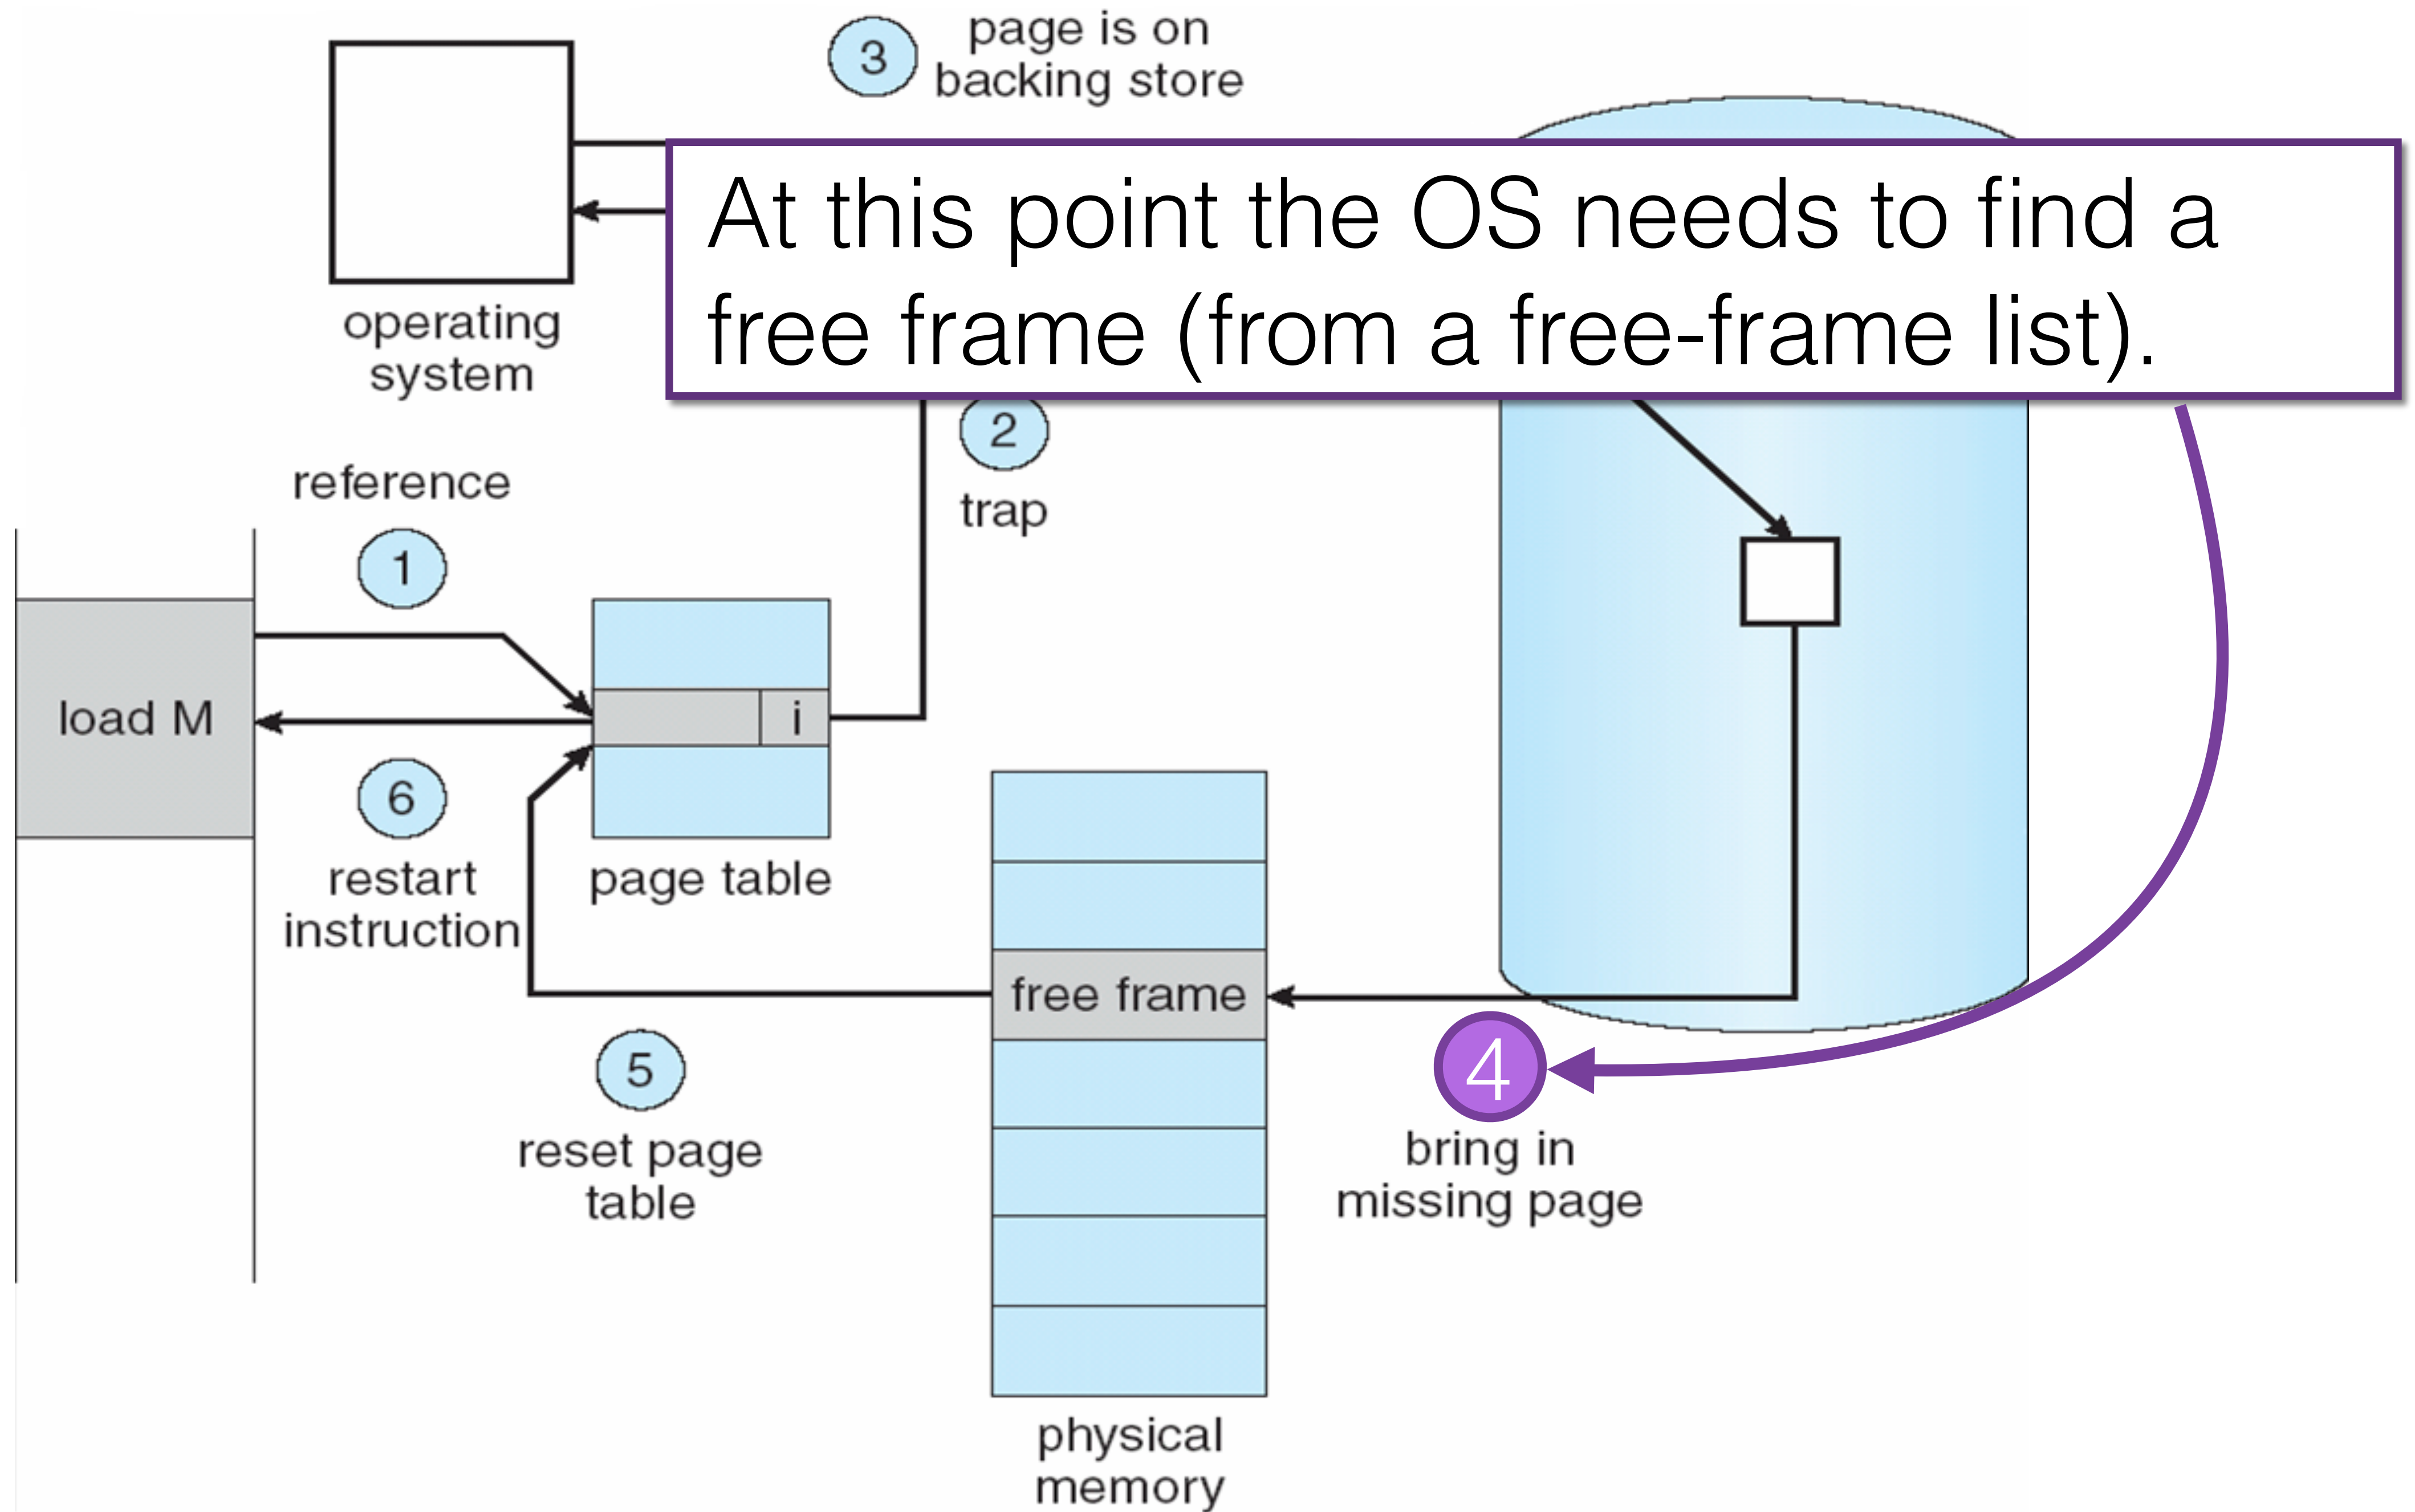 3
page is on
backing store
At this point the OS needs to find a
free frame (from a free-frame list).
operating
system
2
trap
reference
1
load M
i
6
restart
instruction
page table
free frame
5
reset page
table
4
bring in
missing page
physical
memory